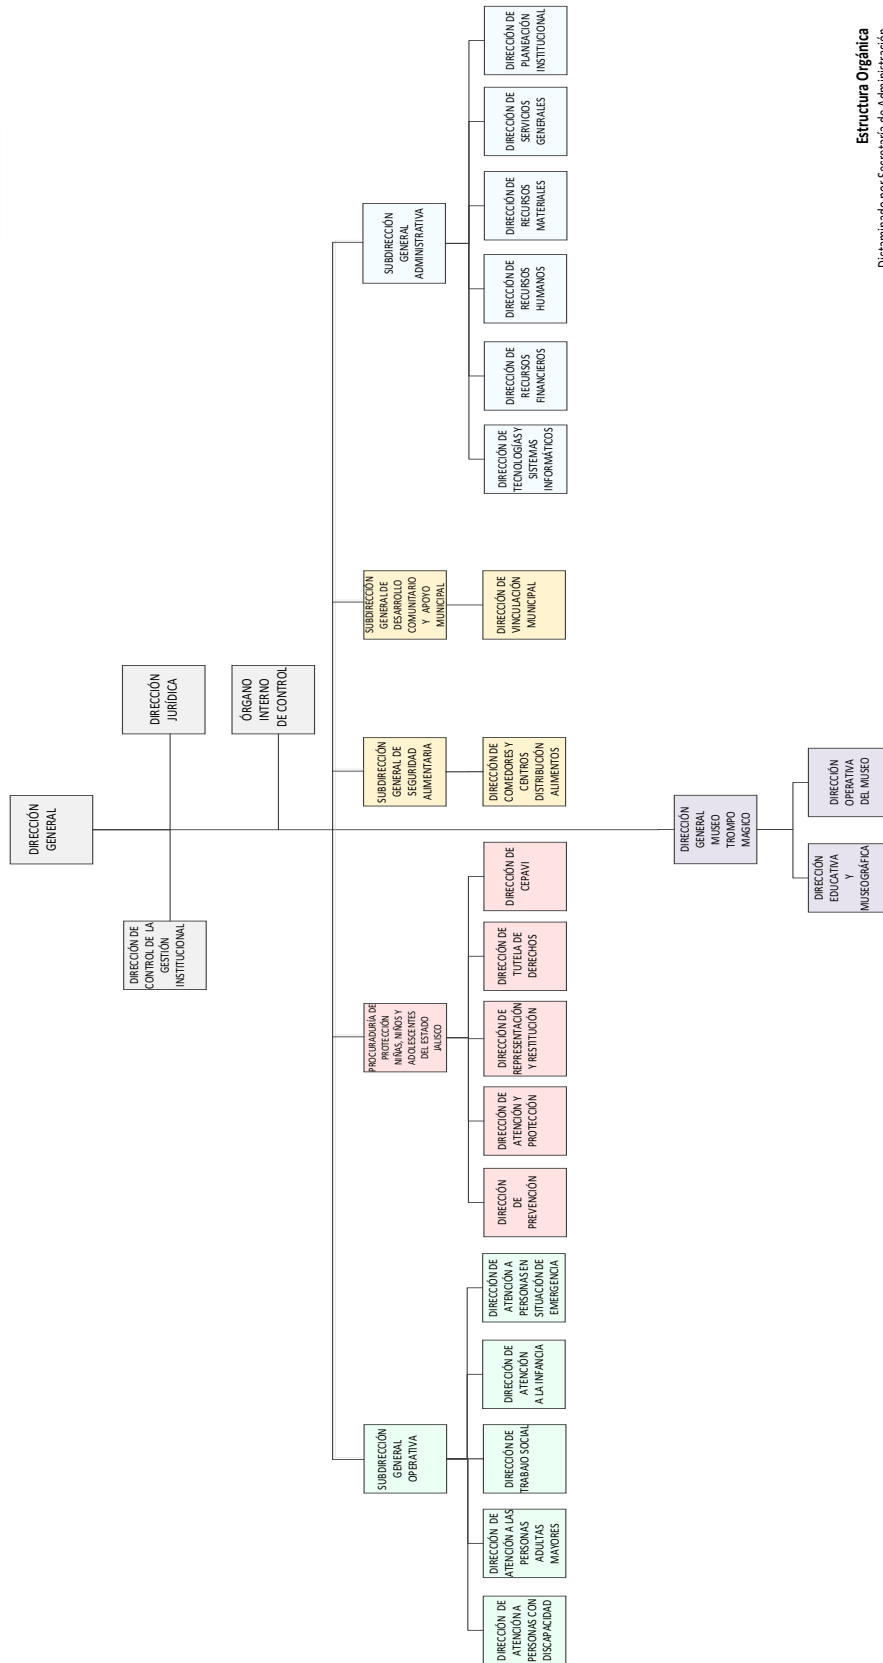 DIRECCIÓN
GENERAL
DIRECCIÓN DE
CONTROL DE LA
GESTIÓN
INSTITUCIONAL
DIRECCIÓN
JURÍDICA
ÓRGANO
INTERNO
DE CONTROL
SUBDIRECCIÓN
GENERAL
OPERATIVA
PROCURADURÍA DE
PROTECCIÓN
NIÑAS, NIÑOS Y
ADOLESCENTES
DEL ESTADO
JALISCO
SUBDIRECCIÓN
GENERAL DE
SEGURIDAD
ALIMENTARIA
SUBDIRECCIÓN
GENERAL DE
DESARROLLO
COMUNITARIO
Y APOYO
MUNICIPAL
SUBDIRECCIÓN
GENERAL
ADMINISTRATIVA
DIRECCIÓN DE
ATENCIÓN A
PERSONAS CON
DISCAPACIDAD
DIRECCIÓN DE
ATENCIÓN A LAS
PERSONAS
ADULTAS
MAYORES
DIRECCIÓN DE
TRABAJO SOCIAL
DIRECCIÓN DE
ATENCIÓN
A LA INFANCIA
DIRECCIÓN DE
ATENCIÓN A
PERSONAS EN
SITUACIÓN DE
EMERGENCIA
DIRECCIÓN
DE
PREVENCIÓN
DIRECCIÓN DE
ATENCIÓN Y
PROTECCIÓN
DIRECCIÓN DE
REPRESENTACIÓN
Y RESTITUCIÓN
DIRECCIÓN DE
TUTELA DE
DERECHOS
DIRECCIÓN DE
CEPAVI
DIRECCIÓN DE
COMEDORES Y
CENTROS
DISTRIBUCIÓN
ALIMENTOS
DIRECCIÓN DE
VINCULACIÓN
MUNICIPAL
DIRECCIÓN DE
TECNOLOGÍAS Y
SISTEMAS
INFORMÁTICOS
DIRECCIÓN DE
RECURSOS
FINANCIEROS
DIRECCIÓN DE
RECURSOS
HUMANOS
DIRECCIÓN DE
RECURSOS
MATERIALES
DIRECCIÓN DE
SERVICIOS
GENERALES
DIRECCIÓN DE
PLANEACIÓN
INSTITUCIONAL
DIRECCIÓN
GENERAL
MUSEO
TROMPO
MAGICO
DIRECCIÓN
EDUCATIVA
Y
MUSEOGRÁFICA
DIRECCIÓN
OPERATIVA
DEL MUSEO
Estructura Orgánica
Dictaminado por Secretaría de Administración